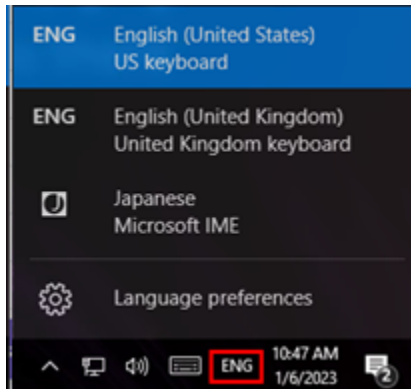 ENG English (United States)
US keyboard
ENG English (United Kingdom)
United Kingdom keyboard
Japanese
Microsoft IME
Language preferences
ENG 10:47 AM
1/6/2023
2